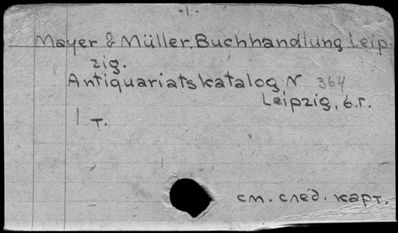 -1-
Mayer & Müller, Buchhandlung Leip
zig.
Antiquariatskatalog N 364
Leipzig, б.г.
1 т.
см. след. карт.